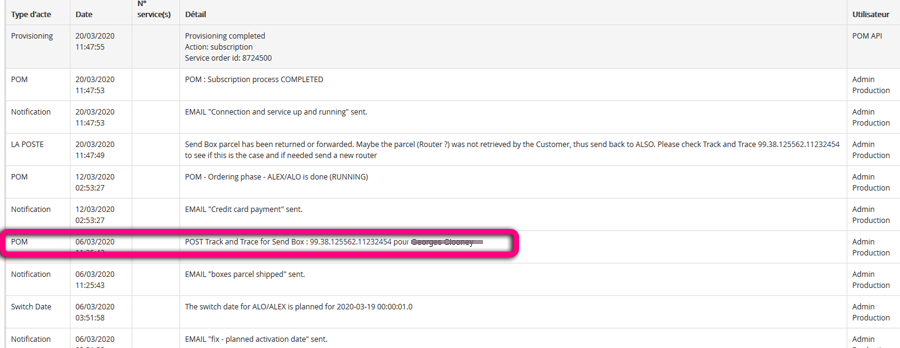 Type d'acte Date N° service(s) Détail Utilisateur
Provisioning 20/03/2020 11:47:55 Provisioning completed POM API
Action: subscription
Service order id: 8724500
POM 20/03/2020 11:47:53 POM : Subscription process COMPLETED Admin Production
Notification 20/03/2020 11:47:53 EMAIL "Connection and service up and running" sent. Admin Production
LA POSTE 20/03/2020 11:47:49 Send Box parcel has been returned or forwarded. Maybe the parcel (Router ?) was not retrieved by the Customer, thus send back to ALSO. Please check Track and Trace 99.38.125562.11232454 Admin Production
to see if this is the case and if needed send a new router
POM 12/03/2020 02:53:27 POM - Ordering phase - ALEX/ALO is done (RUNNING) Admin Production
Notification 12/03/2020 02:53:27 EMAIL "Credit card payment" sent. Admin Production
POM 06/03/2020 POST Track and Trace for Send Box : 99.38.125562.11232454 pour Admin Production
Notification 06/03/2020 11:25:43 EMAIL "boxes parcel shipped" sent. Admin Production
Switch Date 06/03/2020 03:51:58 The switch date for ALO/ALEX is planned for 2020-03-19 00:00:01.0 Admin Production
Notification 06/03/2020 EMAIL "fix - planned activation date" sent. Admin